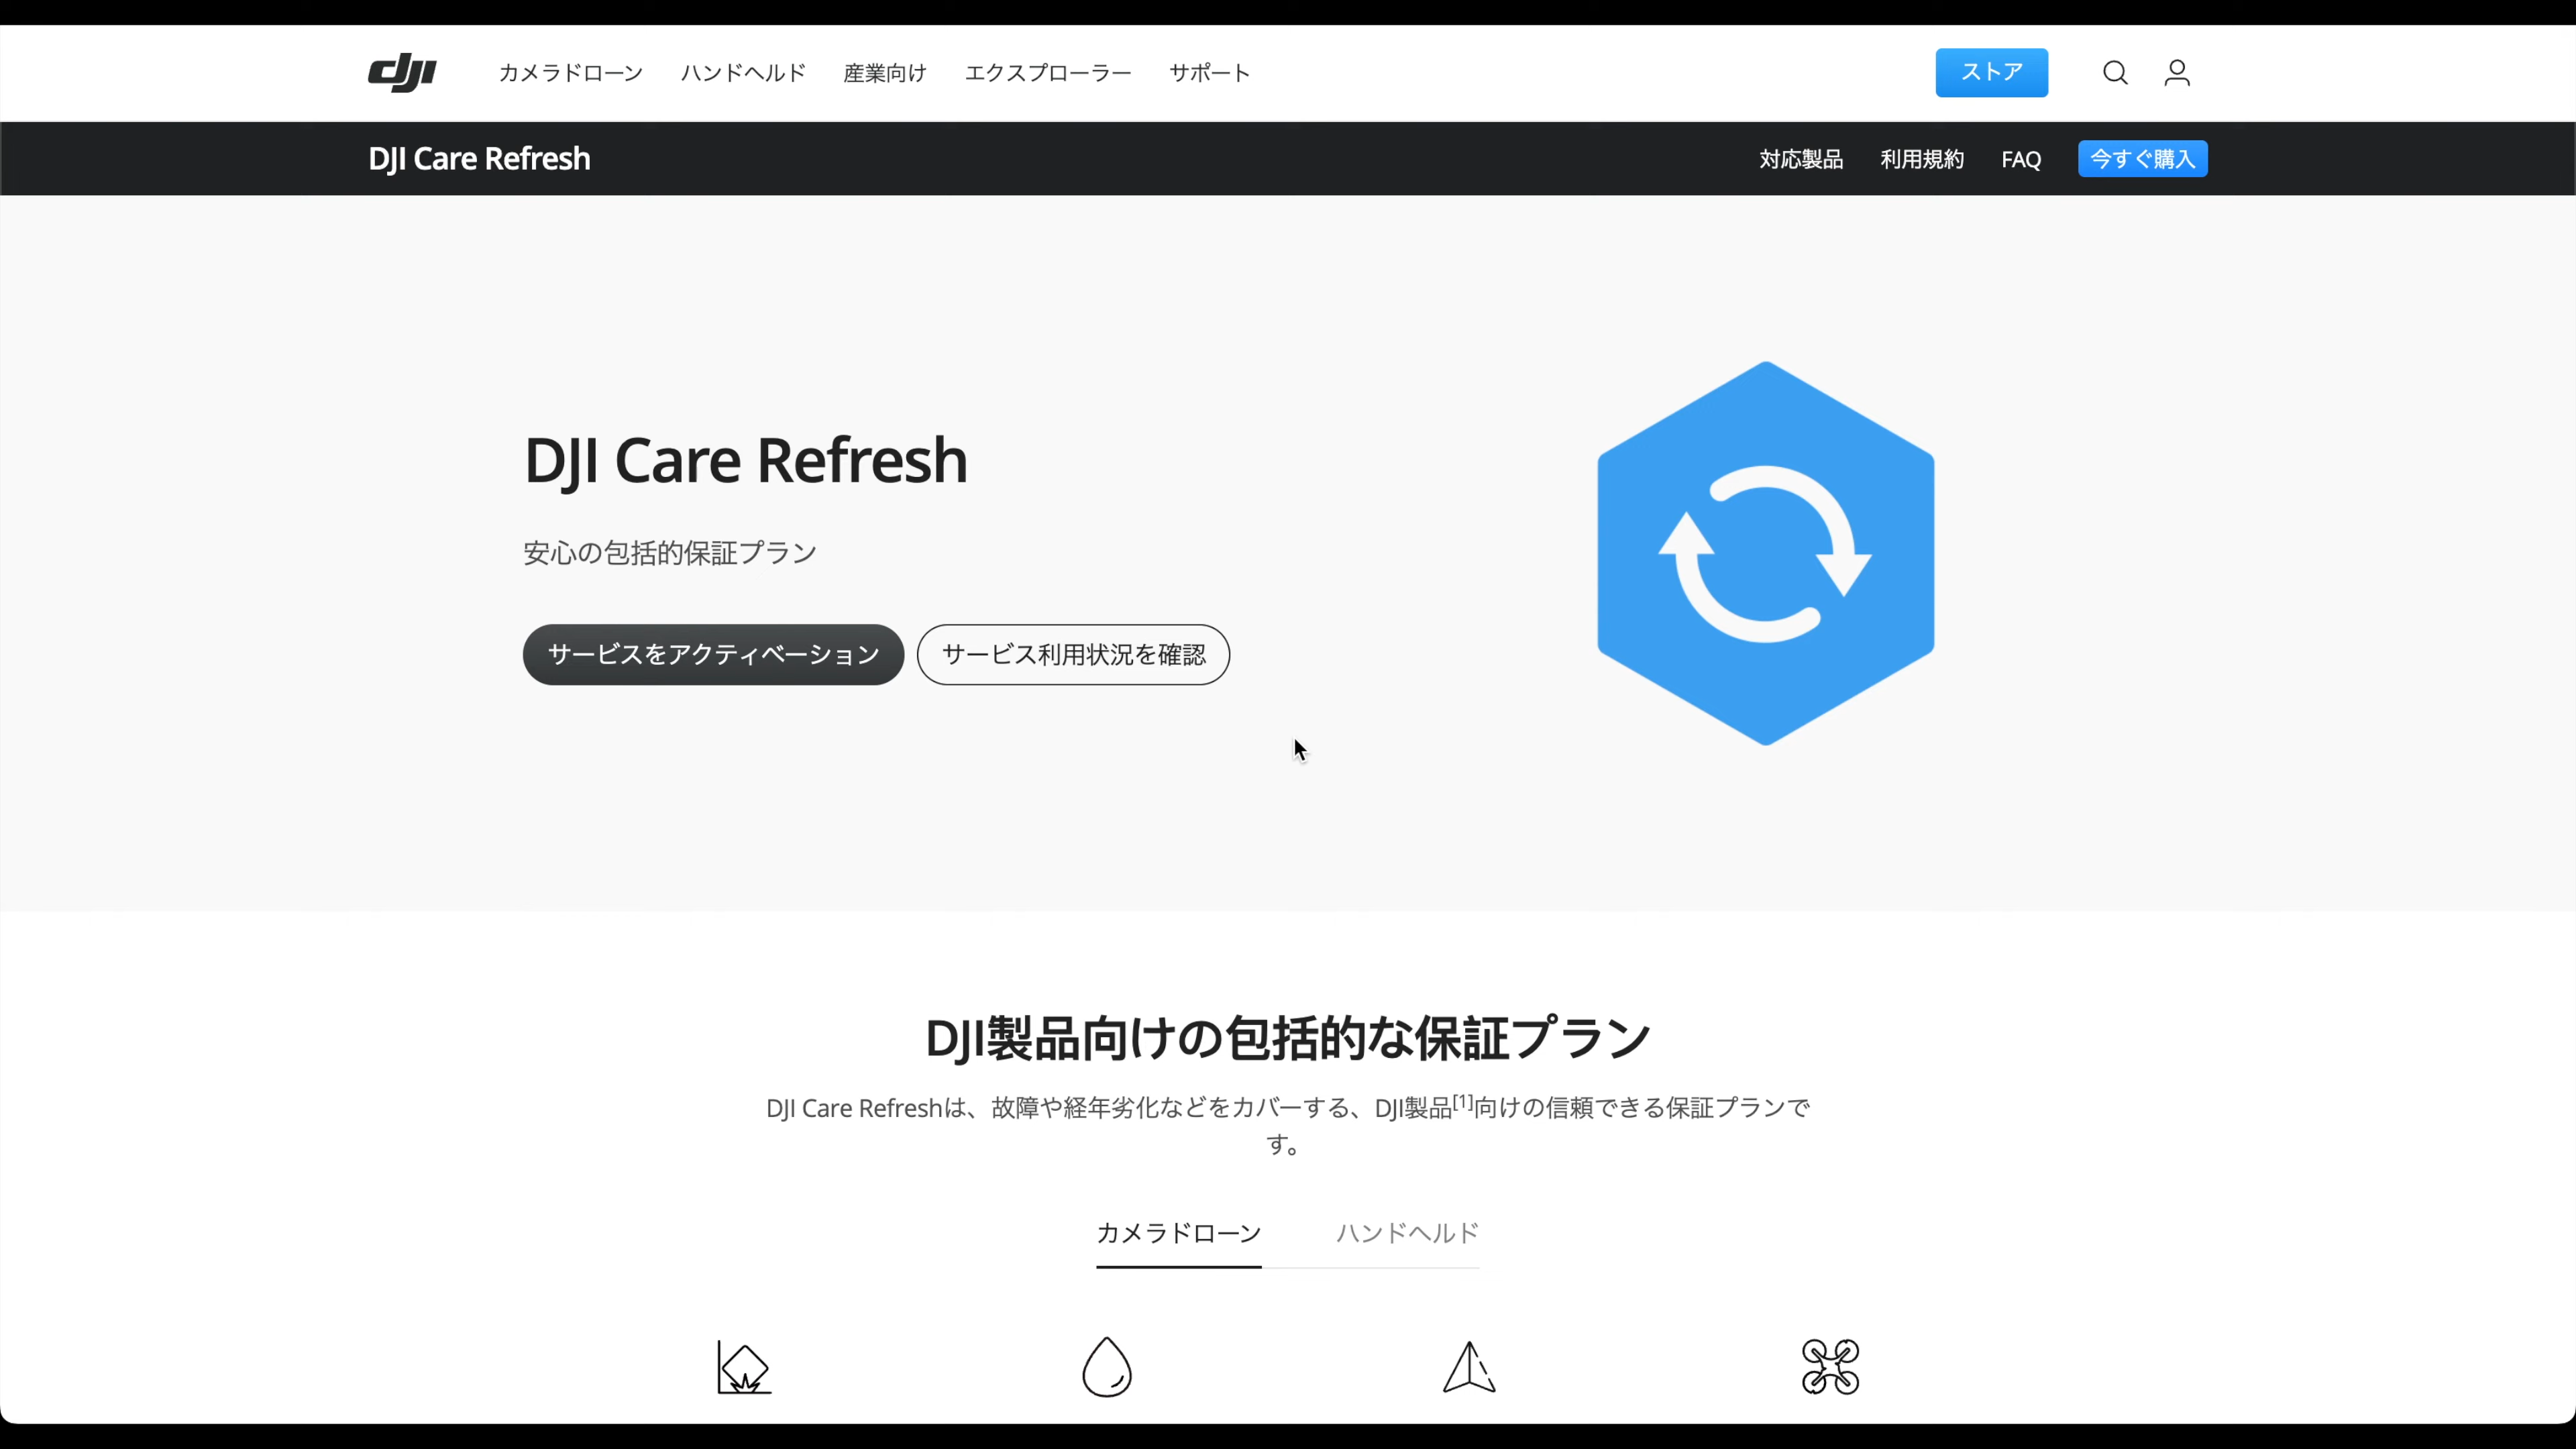 dji
カメラドローン ハンドヘルド 産業向け エクスプローラー サポート ストア
DJI Care Refresh 対応製品 利用規約 FAQ 今すぐ購入
DJI Care Refresh
安心の包括的保証プラン
サービスをアクティベーション サービス利用状況を確認
DJI製品向けの包括的な保証プラン
DJI Care Refreshは、故障や経年劣化などをカバーする、DJI製品[1]向けの信頼できる保証プランで
す。
カメラドローン ハンドヘルド